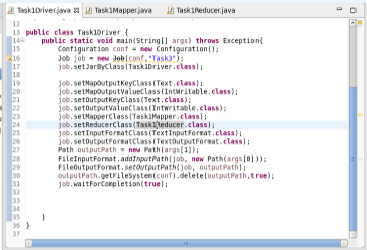 Task1Driver.java Task1Mapper.java Task1Reducer.java
12
13 public class Task1Driver {
14 public static void main(String[] args) throws Exception{
15 Configuration conf = new Configuration();
16 Job job = new Job(conf,"Task3");
17 job.setJarByClass(Task1Driver.class);
18
19 job.setMapOutputKeyClass(Text.class);
20 job.setMapOutputValueClass(IntWritable.class);
21 job.setOutputKeyClass(Text.class);
22 job.setOutputValueClass(IntWritable.class);
23 job.setMapperClass(Task1Mapper.class);
24 job.setReducerClass(Task1Reducer.class);
25 job.setInputFormatClass(TextInputFormat.class);
26 job.setOutputFormatClass(TextOutputFormat.class);
27 Path outputPath = new Path(args[1]);
28 FileInputFormat.addInputPath(job, new Path(args[0]));
29 FileOutputFormat.setOutputPath(job, outputPath);
30 outputPath.getFileSystem(conf).delete(outputPath,true);
31 job.waitForCompletion(true);
32
33
34
35 }
36 }
37